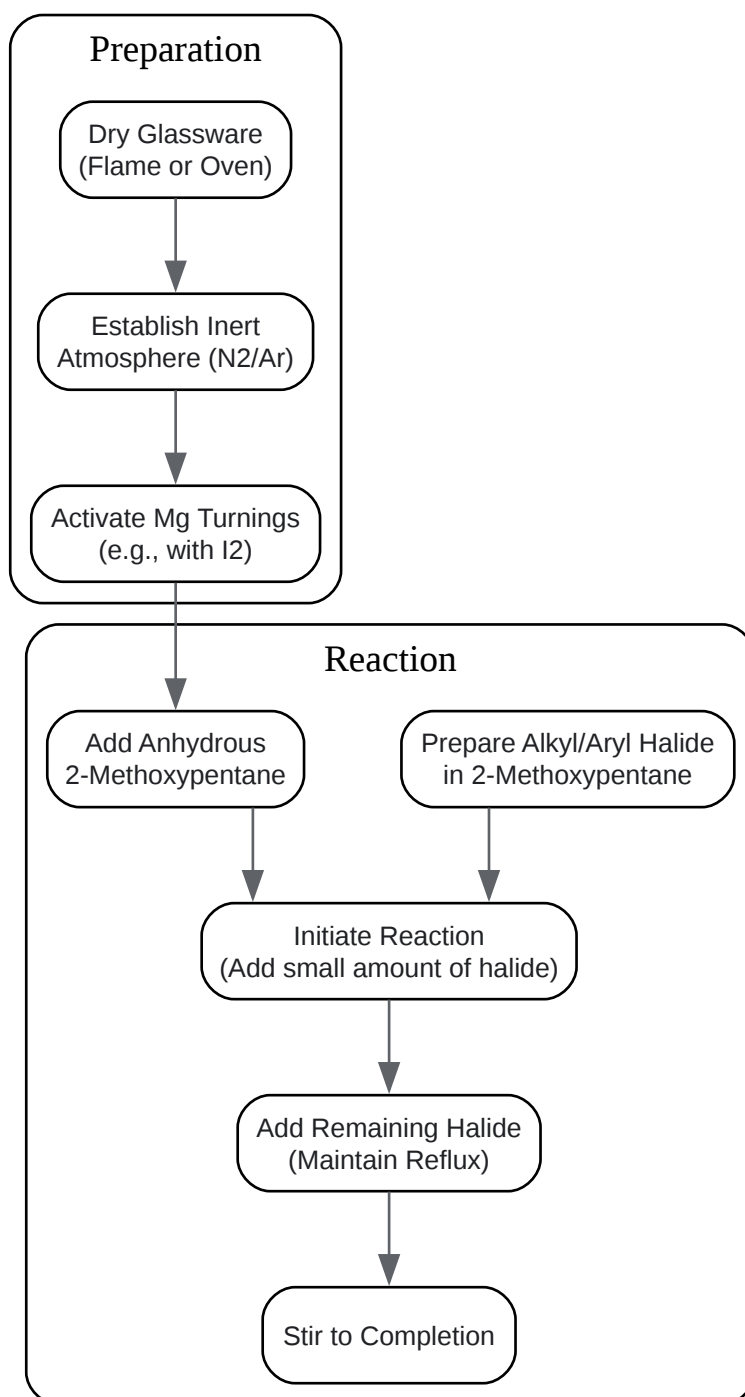 Preparation
Dry Glassware
(Flame or Oven)
Establish Inert
Atmosphere (N2/Ar)
Activate Mg Turnings
(e.g., with I2)
Reaction
Add Anhydrous
2-Methoxypentane
Prepare Alkyl/Aryl Halide
in 2-Methoxypentane
Initiate Reaction
(Add small amount of halide)
Add Remaining Halide
(Maintain Reflux)
Stir to Completion